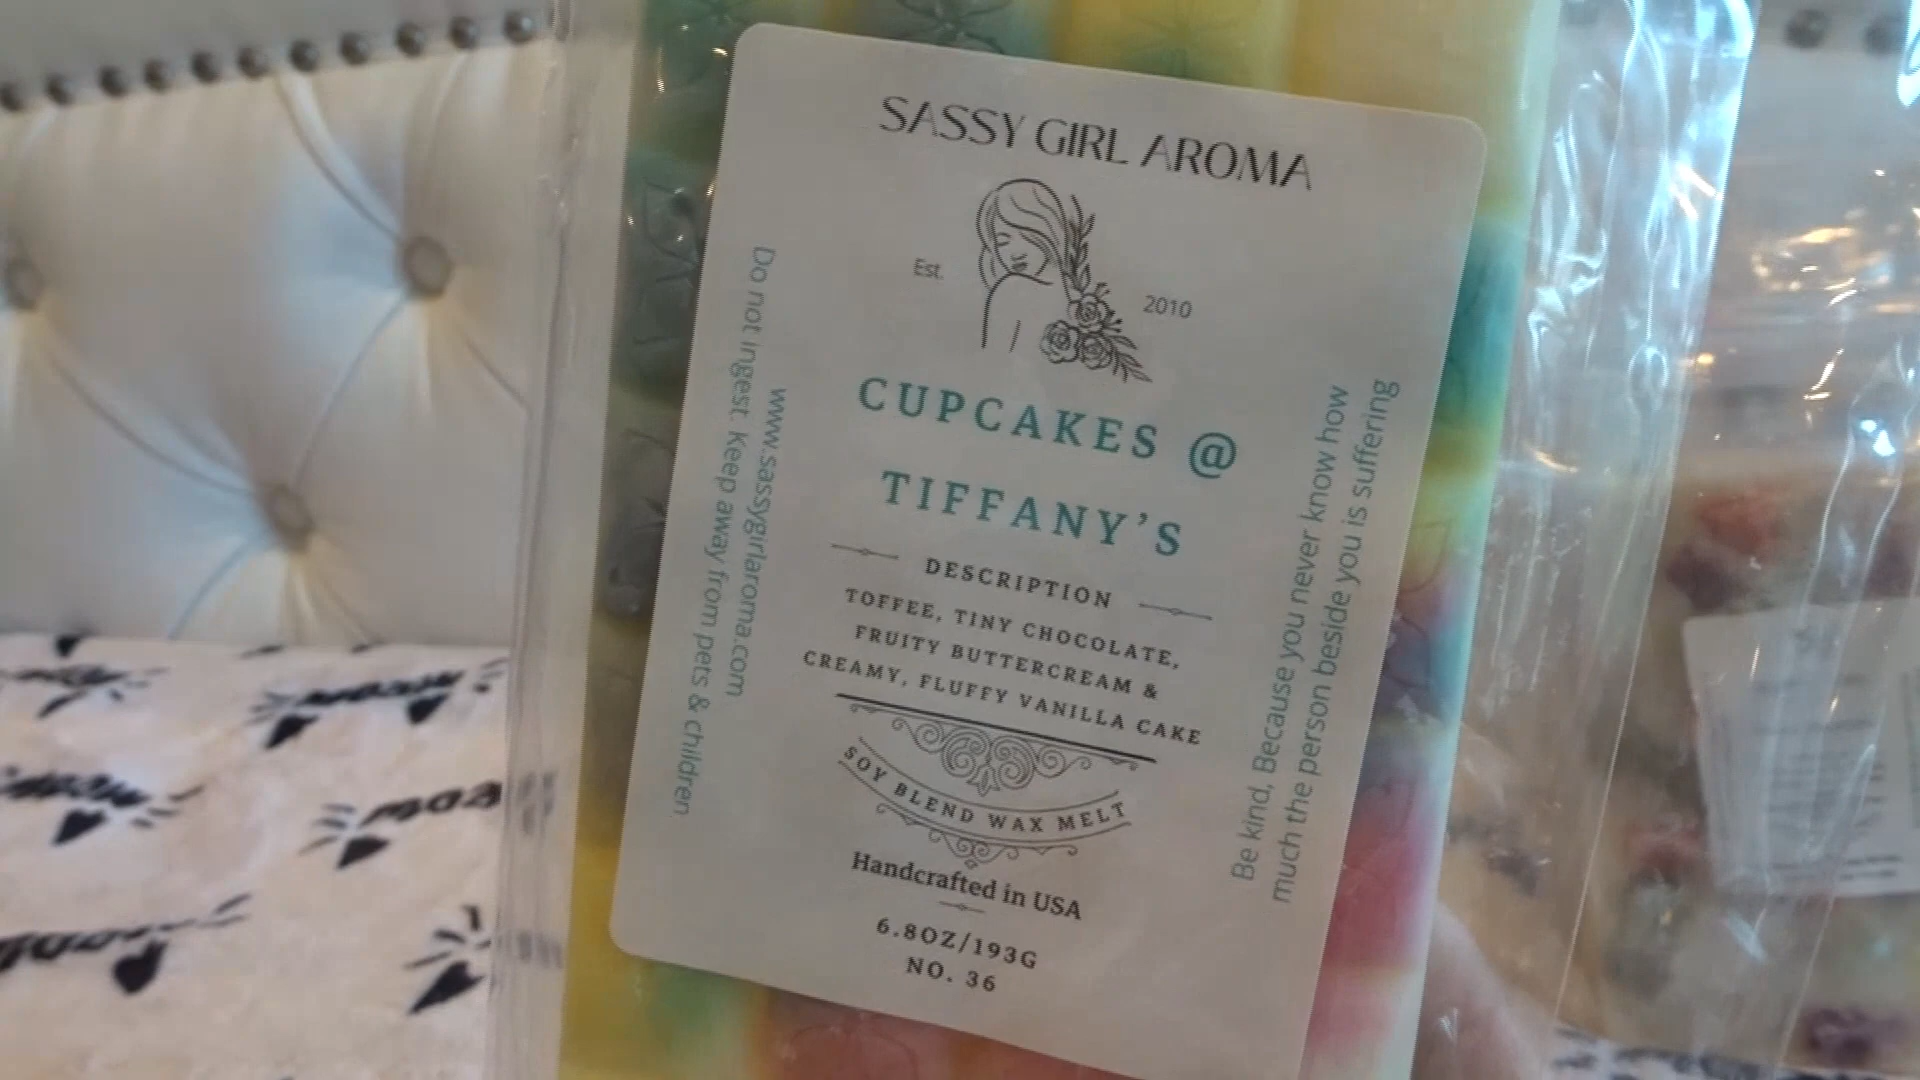 SASSY GIRL AROMA
Est.
2010
CUPCAKES @
TIFFANY'S
DESCRIPTION
TOFFEE, TINY CHOCOLATE,
FRUITY BUTTERCREAM &
CREAMY, FLUFFY VANILLA CAKE
SOY BLEND WAX MELT
Handcrafted in USA
6.8OZ/193G
NO. 36
www.sassygirlaroma.com
Do not ingest. Keep away from pets & children.
Be kind, Because you never know how
much the person beside you is suffering